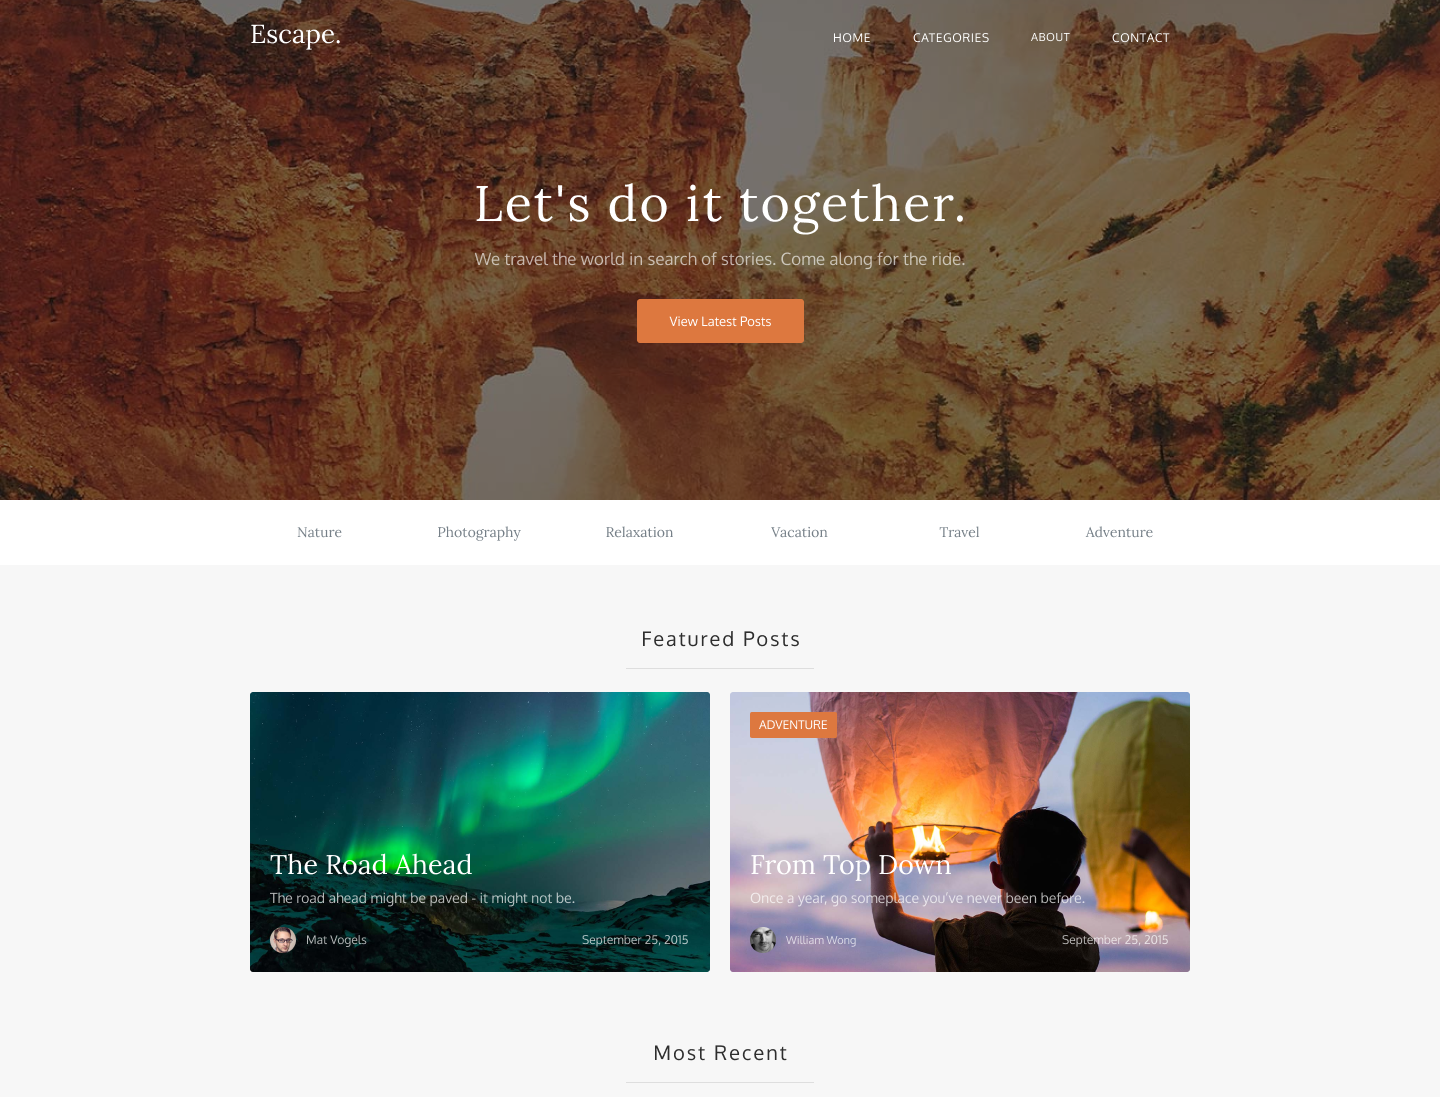 Escape.
HOME CATEGORIES ABOUT CONTACT
Let's do it together.
We travel the world in search of stories. Come along for the ride.
View Latest Posts
Nature Photography Relaxation Vacation Travel Adventure
Featured Posts
The Road Ahead
The road ahead might be paved - it might not be.
Mat Vogels September 25, 2015
ADVENTURE
From Top Down
Once a year, go someplace you've never been before.
William Wong September 25, 2015
Most Recent